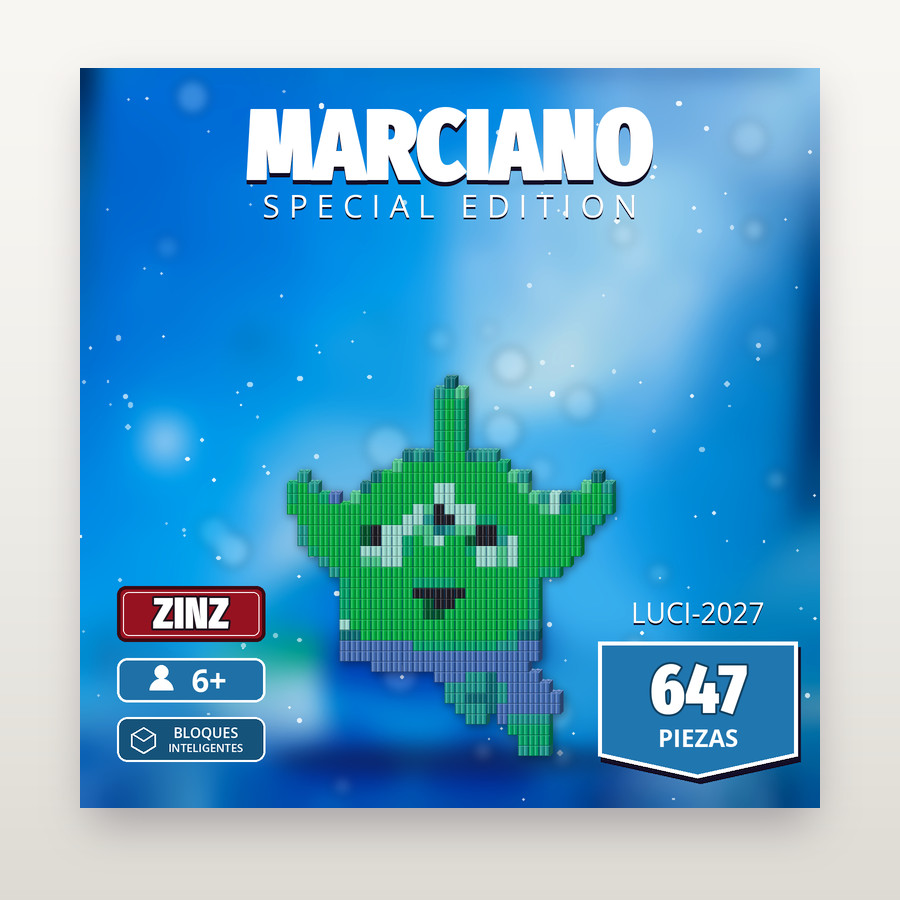 MARCIANO
SPECIAL EDITION
ZINZ
6+
BLOQUES
INTELIGENTES
LUCI-2027
647
PIEZAS